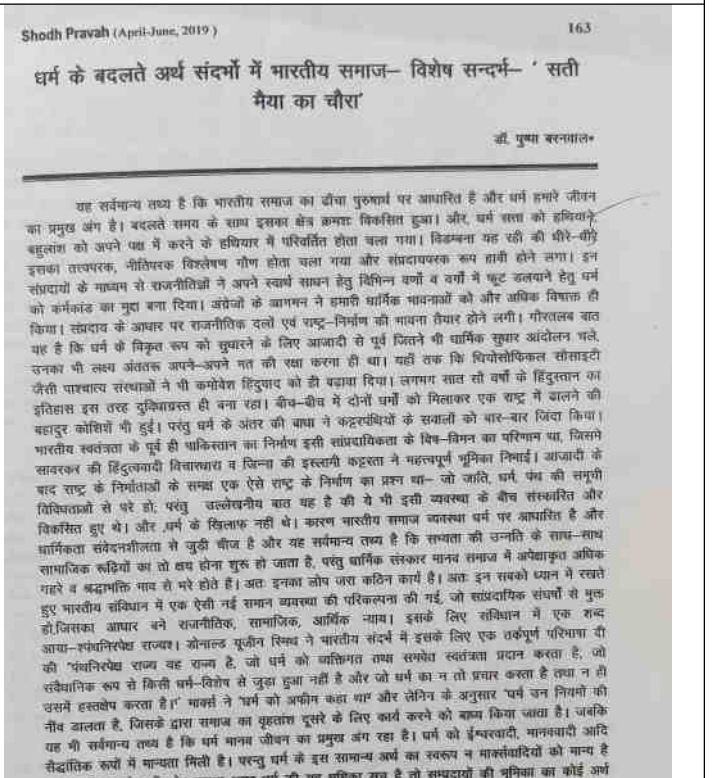 Shodh Pravah (April-June, 2019 )
163
धर्म के बदलते अर्थ संदर्भो में भारतीय समाज– विशेष सन्दर्भ– ' सती
मैया का चौरा'
डॉ. पुष्पा बरनवाल*
यह सर्वमान्य तथ्य है कि भारतीय समाज का ढाँचा पुरुषार्थ पर आधारित है और धर्म हमारे जीवन
का प्रमुख अंग है। बदलते समय के साथ इसका क्षेत्र क्रमशः विकसित हुआ। और, धर्म सत्ता को हथियाने,
बहुलांश को अपने पक्ष में करने के हथियार में परिवर्तित होता चला गया। विडम्बना यह रही की धीरे–धीरे
इसका तत्वपरक, नीतिपरक विश्लेषण गौण होता चला गया और संप्रदायपरक रूप हावी होने लगा। इन
संप्रदायों के माध्यम से राजनीतिज्ञों ने अपने स्वार्थ साधन हेतु विभिन्न वर्णो व वर्गो में फूट डलवाने हेतु धर्म
को कर्मकांड का मुद्दा बना दिया। अंग्रेजों के आगमन ने हमारी धार्मिक भावनाओं को और अधिक विषाक्त ही
किया। संप्रदाय के आधार पर राजनीतिक दलों एवं राष्ट्र–निर्माण की भावना तैयार होने लगी। गौरतलब बात
यह है कि धर्म के विकृत रूप को सुधारने के लिए आजादी से पूर्व जितने भी धार्मिक सुधार आंदोलन चले,
उनका भी लक्ष्य अंततः अपने–अपने मत की रक्षा करना ही था। यहाँ तक कि थियोसोफिकल सोसाइटी
जैसी पाश्चात्य संस्थाओं ने भी कमोवेश हिंदुवाद को ही बढ़ावा दिया। लगभग सात सौ वर्षों के हिंदुस्तान का
इतिहास इस तरह दुविधाग्रस्त ही बना रहा। बीच–बीच में दोनों धर्मो को मिलाकर एक राष्ट्र में ढालने की
बहादुर कोशिशें भी हुई। परंतु धर्म के अंतर की बाधा ने कट्टरपंथियों के सवालों को बार–बार जिंदा किया।
भारतीय स्वतंत्रता के पूर्व ही पाकिस्तान का निर्माण इसी सांप्रदायिकता के विष–वमन का परिणाम था, जिसमे
सावरकर की हिंदुत्ववादी विचारधारा व जिन्ना की इस्लामी कट्टरता ने महत्त्वपूर्ण भूमिका निभाई। आजादी के
बाद राष्ट्र के निर्माताओं के समक्ष एक ऐसे राष्ट्र के निर्माण का प्रश्न था– जो जाति, धर्म, पंथ की समूची
विविधताओं से परे हो; परंतु उल्लेखनीय बात यह है की ये भी इसी व्यवस्था के बीच संस्कारित और
विकसित हुए थे। और धर्म के खिलाफ नहीं थे। कारण भारतीय समाज व्यवस्था धर्म पर आधारित है और
धार्मिकता संवेदनशीलता से जुड़ी चीज है और यह सर्वमान्य तथ्य है कि सभ्यता की उन्नति के साथ–साथ
सामाजिक रूढ़ियों का तो क्षय होना शुरू हो जाता है, परंतु धार्मिक संस्कार मानव समाज में अपेक्षाकृत अधिक
गहरे व श्रद्धाभक्ति भाव से भरे होते है। अतः इनका लोप जरा कठिन कार्य है। अतः इन सबको ध्यान में रखते
हुए भारतीय संविधान में एक ऐसी नई समान व्यवस्था की परिकल्पना की गई, जो सांप्रदायिक संघर्षो से मुक्त
हो,जिसका आधार बने राजनीतिक, सामाजिक, आर्थिक न्याय। इसके लिए संविधान में एक शब्द
आया–श्पंथनिरपेक्ष राज्यश। डोनाल्ड यूजीन स्मिथ ने भारतीय संदर्भ में इसके लिए एक तर्कपूर्ण परिभाषा दी
की "पंथनिरपेक्ष राज्य वह राज्य है, जो धर्म को व्यक्तिगत तथा समवेत स्वतंत्रता प्रदान करता है, जो
संवैधानिक रूप से किसी धर्म–विशेष से जुड़ा हुआ नहीं है और जो धर्म का न तो प्रचार करता है तथा न ही
उसमें हस्तक्षेप करता है।" मार्क्स ने 'धर्म को अफीम कहा था' और लेनिन के अनुसार 'धर्म उन नियमों की
नींव डालता है, जिसके द्वारा समाज का वृहतांश दूसरे के लिए कार्य करने को बाध्य किया जाता है। जबकि
यह भी सर्वमान्य तथ्य है कि धर्म मानव जीवन का प्रमुख अंग रहा है। धर्म को ईश्वरवादी, मानववादी आदि
सैद्धांतिक रूपों में मान्यता मिली है। परन्तु धर्म के इस सामान्य अर्थ का स्वरूप न मार्क्सवादियों को मान्य है
धर्म की यह भूमिका सच है तो सम्प्रदायों की भूमिका का कोई अर्थ